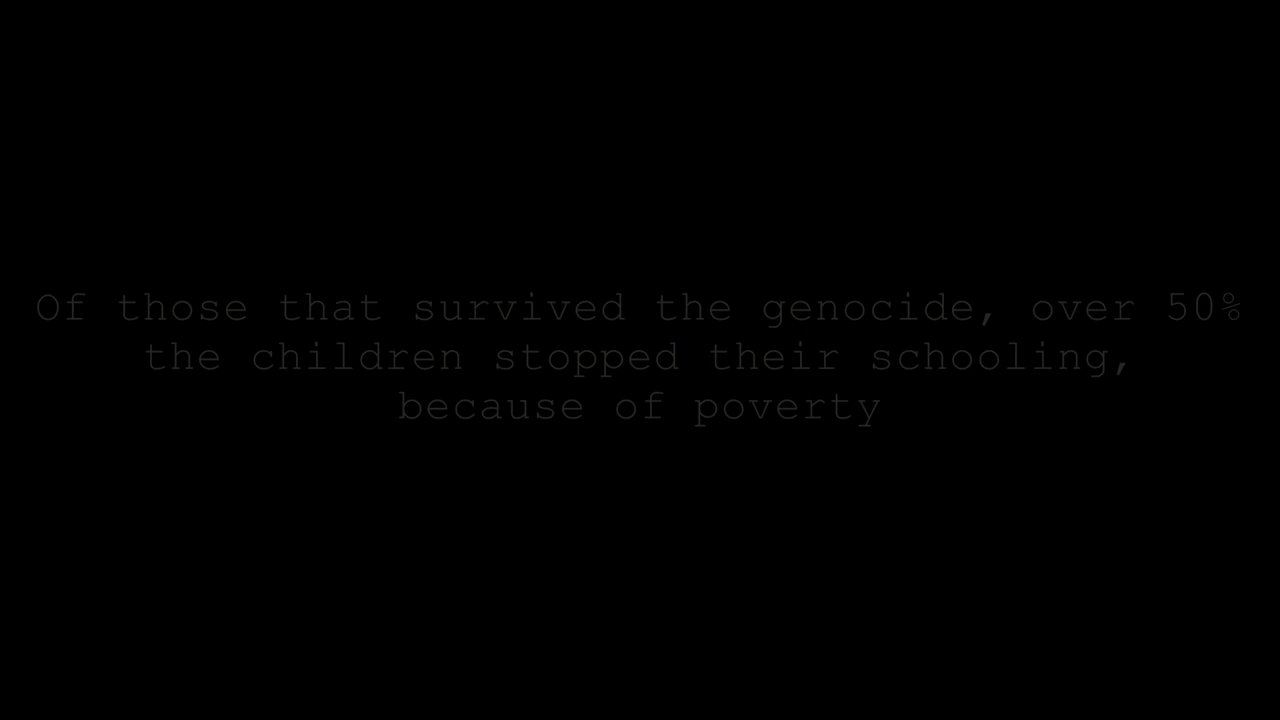 Of those that survived the genocide, over 50%
the children stopped their schooling,
because of poverty